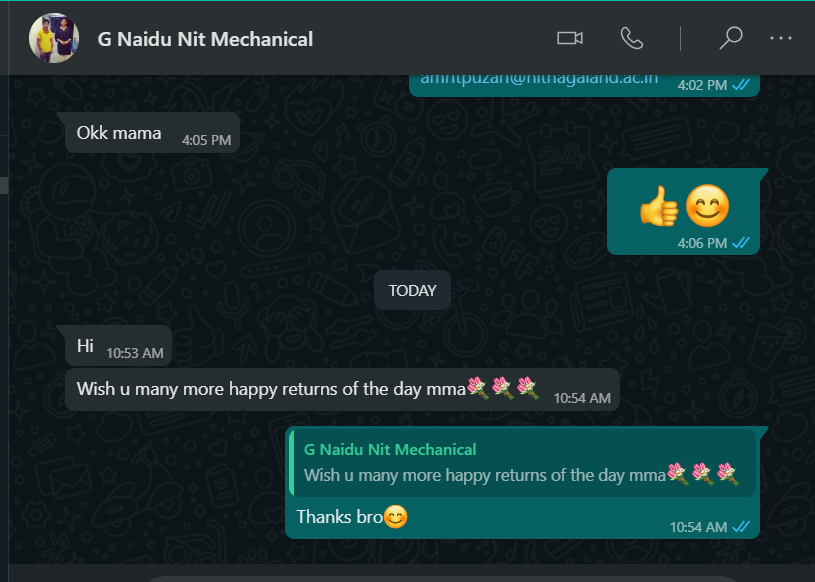 G Naidu Nit Mechanical
amritpuzari@nitnagaland.ac.in
4:02 PM
Okk mama
4:05 PM
4:06 PM
TODAY
Hi
10:53 AM
Wish u many more happy returns of the day mma💐💐💐
10:54 AM
G Naidu Nit Mechanical
Wish u many more happy returns of the day mma💐💐💐
Thanks bro😊
10:54 AM